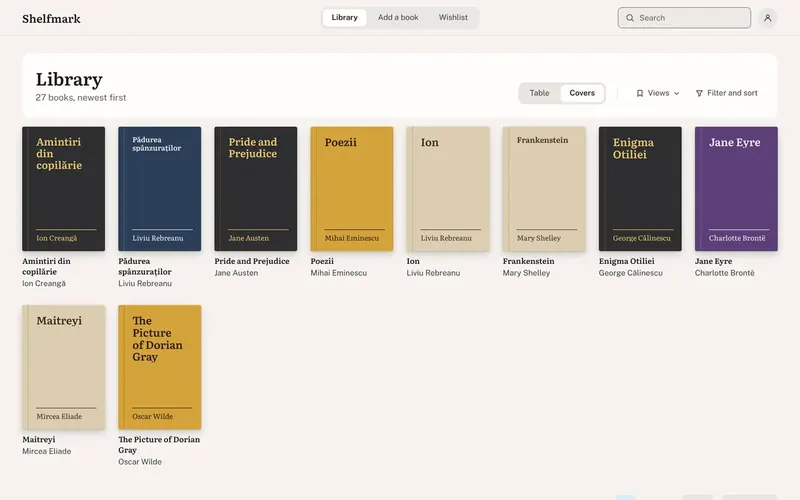 Shelfmark
Library
Add a book
Wishlist
Search
Library
27 books, newest first
Table
Covers
Views
Filter and sort
Amintiri
din
copilărie
Ion Creangă
Pădurea
spânzuraților
Liviu Rebreanu
Pride and
Prejudice
Jane Austen
Poezii
Mihai Eminescu
Ion
Liviu Rebreanu
Frankenstein
Mary Shelley
Enigma
Otiliei
George Călinescu
Jane Eyre
Charlotte Brontë
Amintiri din
copilărie
Ion Creangă
Pădurea
spânzuraților
Liviu Rebreanu
Pride and Prejudice
Jane Austen
Poezii
Mihai Eminescu
Ion
Liviu Rebreanu
Frankenstein
Mary Shelley
Enigma Otiliei
George Călinescu
Jane Eyre
Charlotte Brontë
Maitreyi
Mircea Eliade
The
Picture
of Dorian
Gray
Oscar Wilde
Maitreyi
Mircea Eliade
The Picture of Dorian
Gray
Oscar Wilde